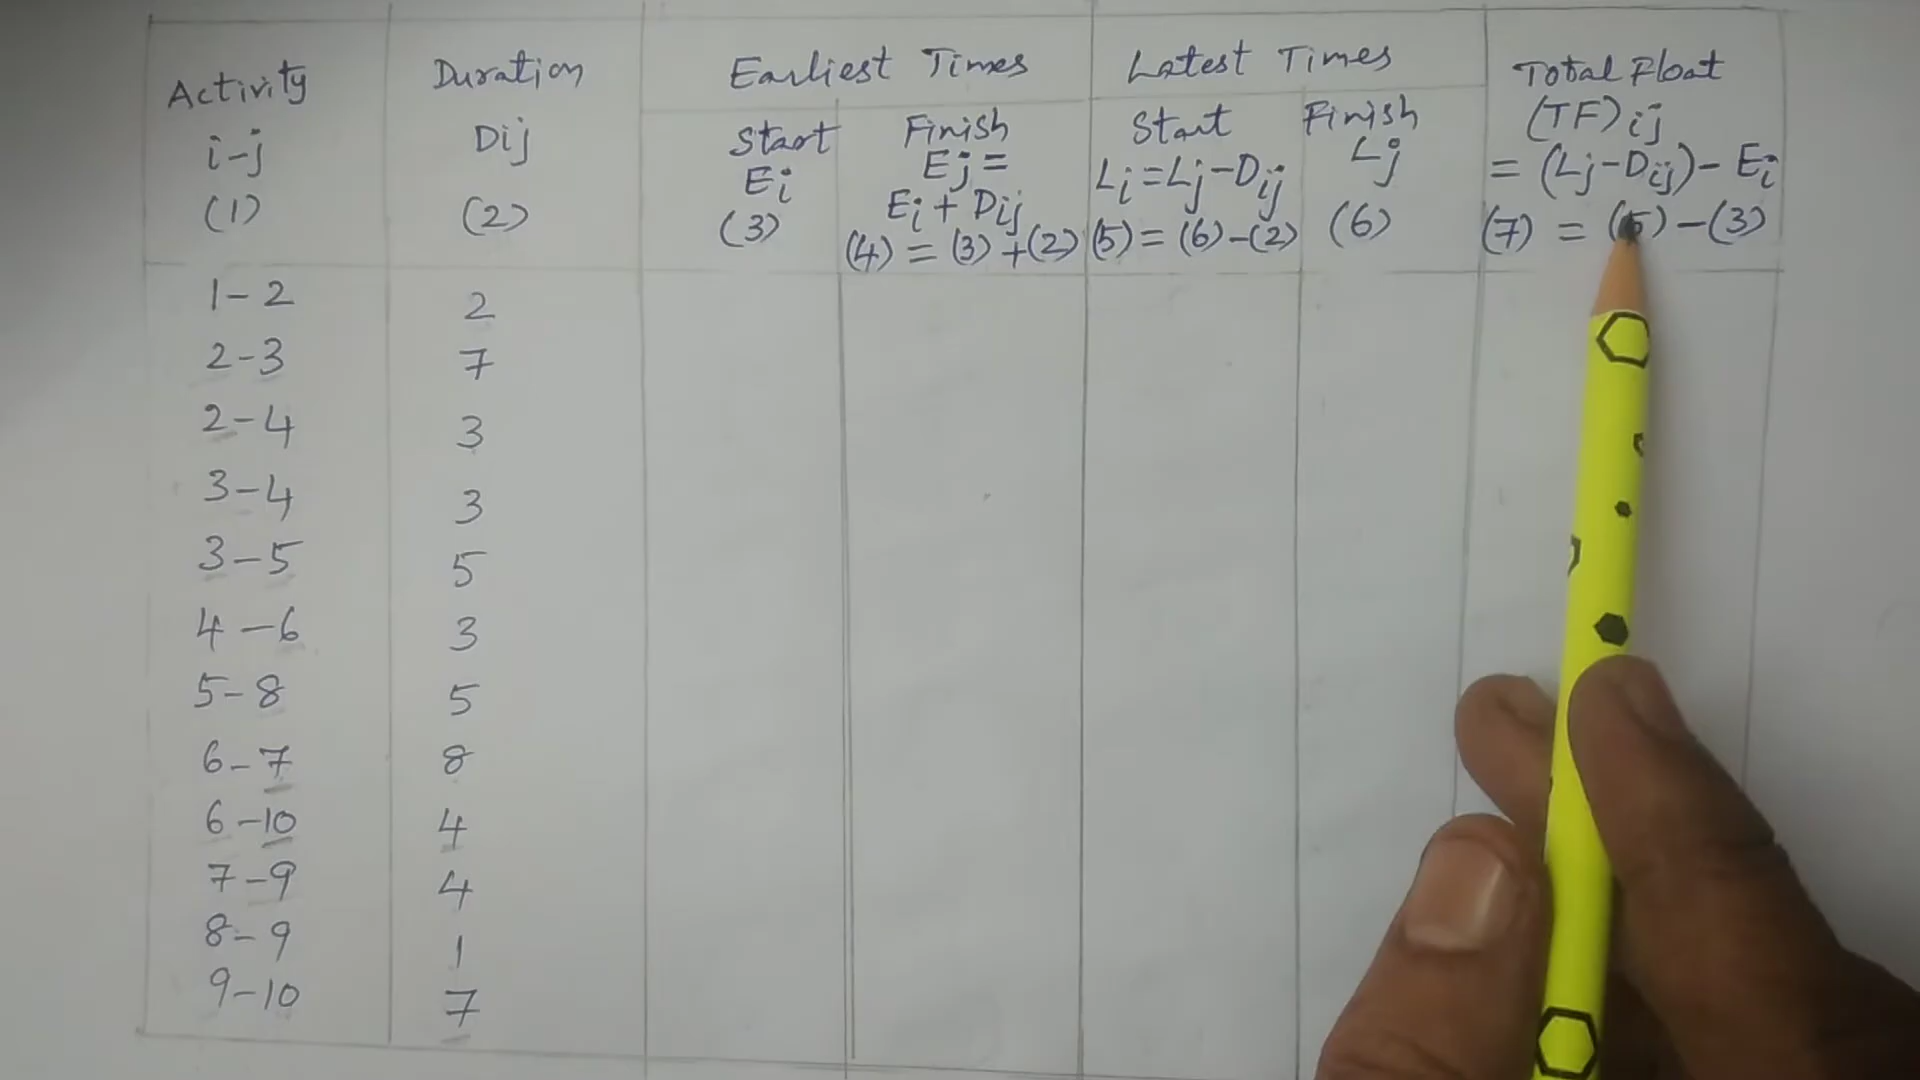 Activity
i-j
(1)
Duration
Dij
(2)
Earliest Times
Start
Ei
(3)
Finish
Ej =
Ei + Dij
(4) = (3) + (2)
Latest Times
Start
Li = Lj - Dij
(5) = (6) - (2)
Finish
Lj
(6)
Total Float
(TF) ij
= (Lj - Dij) - Ei
(7) = (5) - (3)
1-2 2
2-3 7
2-4 3
3-4 3
3-5 5
4-6 3
5-8 5
6-7 8
6-10 4
7-9 4
8-9 1
9-10 7